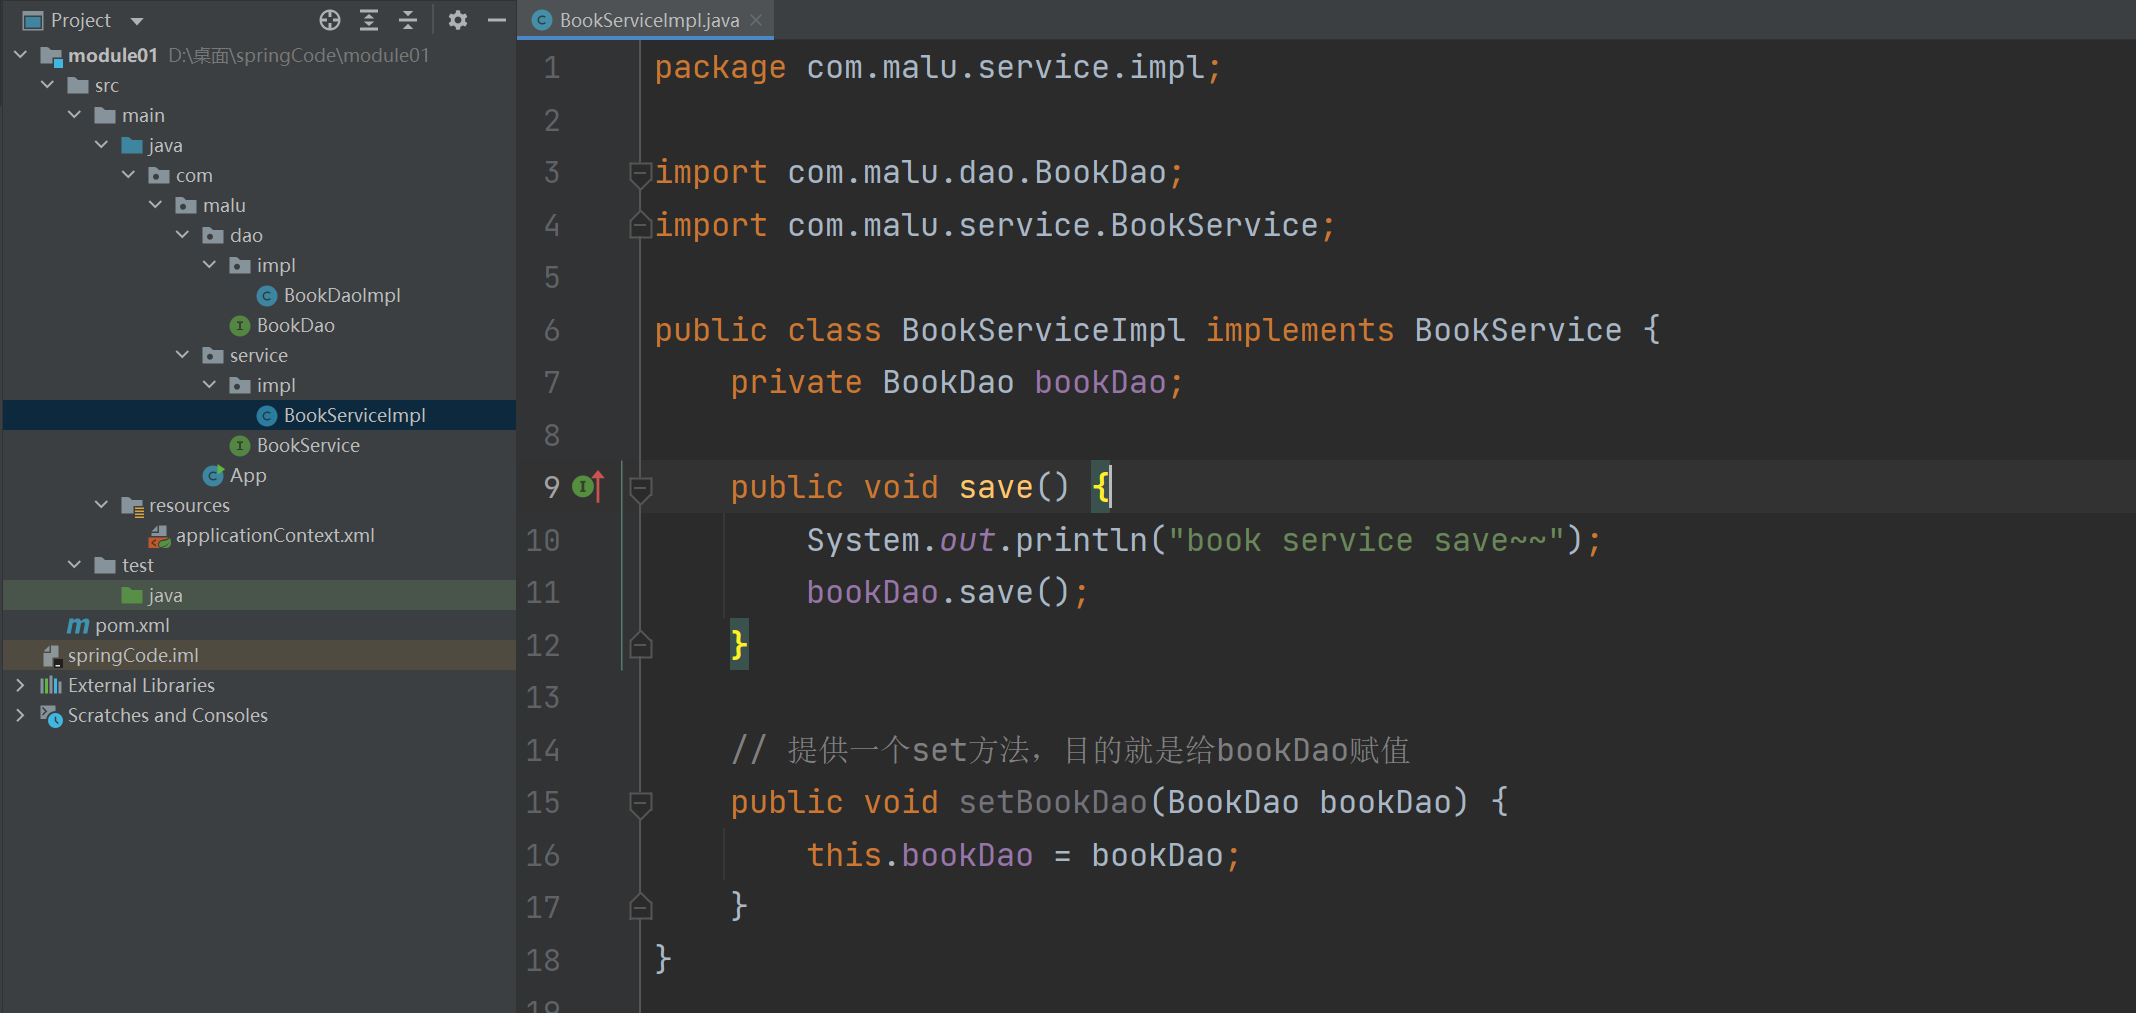 Project
module01 D:\桌面\springCode\module01
src
main
java
com
malu
dao
impl
BookDaoImpl
BookDao
service
impl
BookServiceImpl
BookService
App
resources
applicationContext.xml
test
java
pom.xml
springCode.iml
External Libraries
Scratches and Consoles
BookServiceImpl.java
1 package com.malu.service.impl;
2
3 import com.malu.dao.BookDao;
4 import com.malu.service.BookService;
5
6 public class BookServiceImpl implements BookService {
7 private BookDao bookDao;
8
9 public void save() {
10 System.out.println("book service save~~");
11 bookDao.save();
12 }
13
14 // 提供一个set方法，目的就是给bookDao赋值
15 public void setBookDao(BookDao bookDao) {
16 this.bookDao = bookDao;
17 }
18 }
19